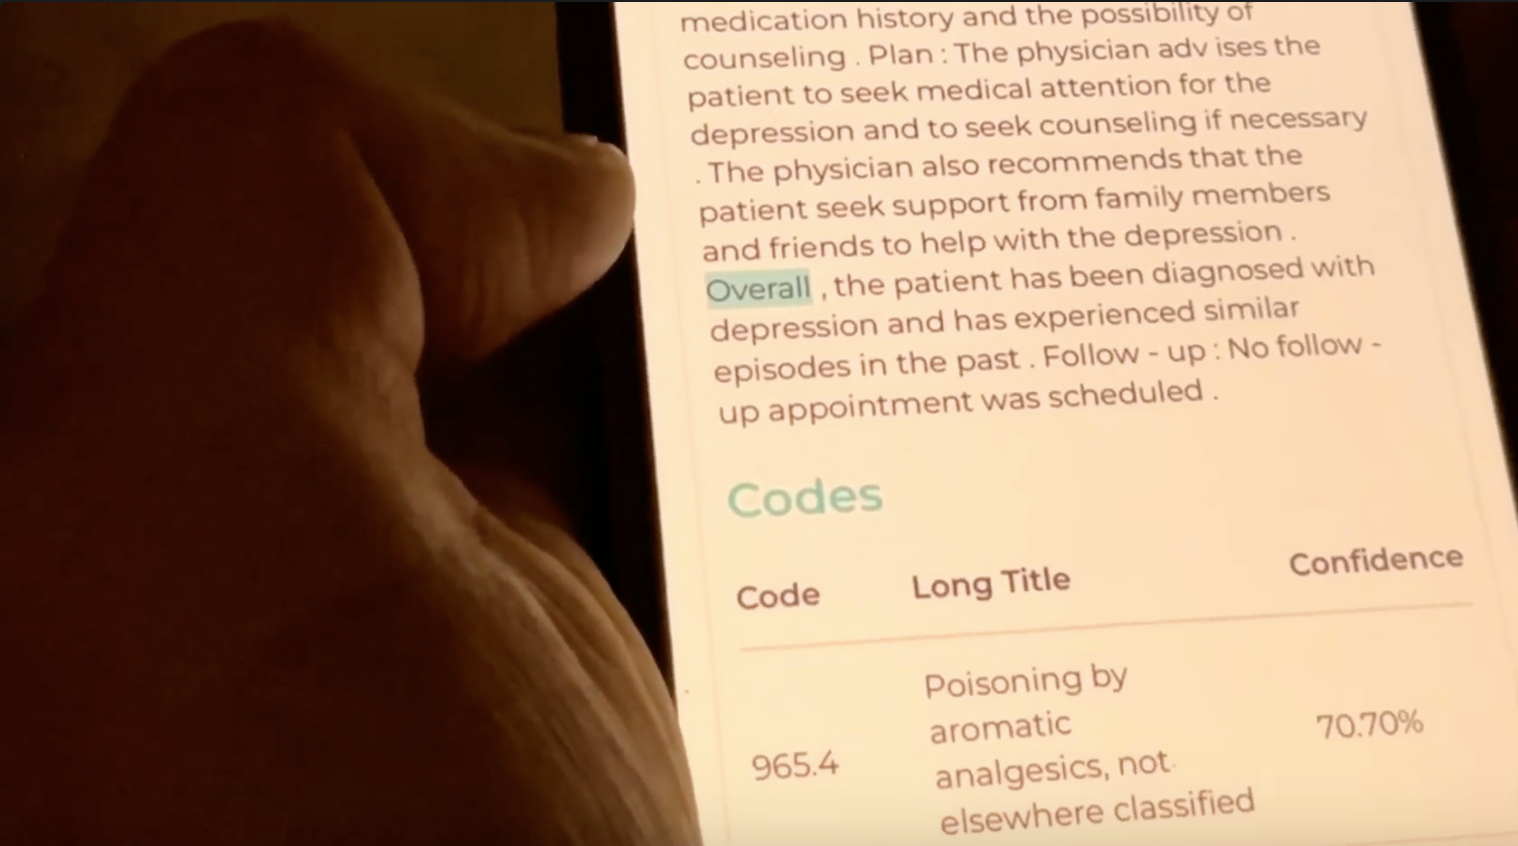 medication history and the possibility of
counseling . Plan : The physician adv ises the
patient to seek medical attention for the
depression and to seek counseling if necessary
. The physician also recommends that the
patient seek support from family members
and friends to help with the depression .
Overall , the patient has been diagnosed with
depression and has experienced similar
episodes in the past . Follow - up : No follow -
up appointment was scheduled .
Codes
Code Long Title Confidence
965.4 Poisoning by
aromatic
analgesics, not
elsewhere classified
70.70%